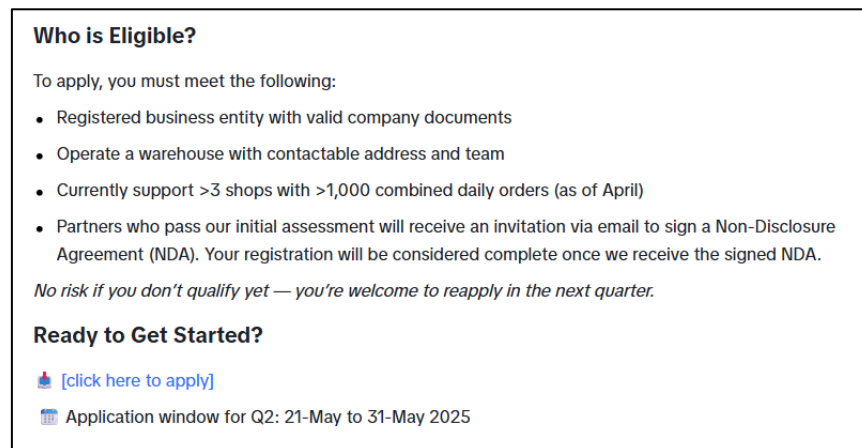 Who is Eligible?
To apply, you must meet the following:
• Registered business entity with valid company documents
• Operate a warehouse with contactable address and team
• Currently support >3 shops with >1,000 combined daily orders (as of April)
• Partners who pass our initial assessment will receive an invitation via email to sign a Non-Disclosure
Agreement (NDA). Your registration will be considered complete once we receive the signed NDA.
No risk if you don’t qualify yet — you’re welcome to reapply in the next quarter.
Ready to Get Started?
📥 [click here to apply]
🗓️ Application window for Q2: 21-May to 31-May 2025